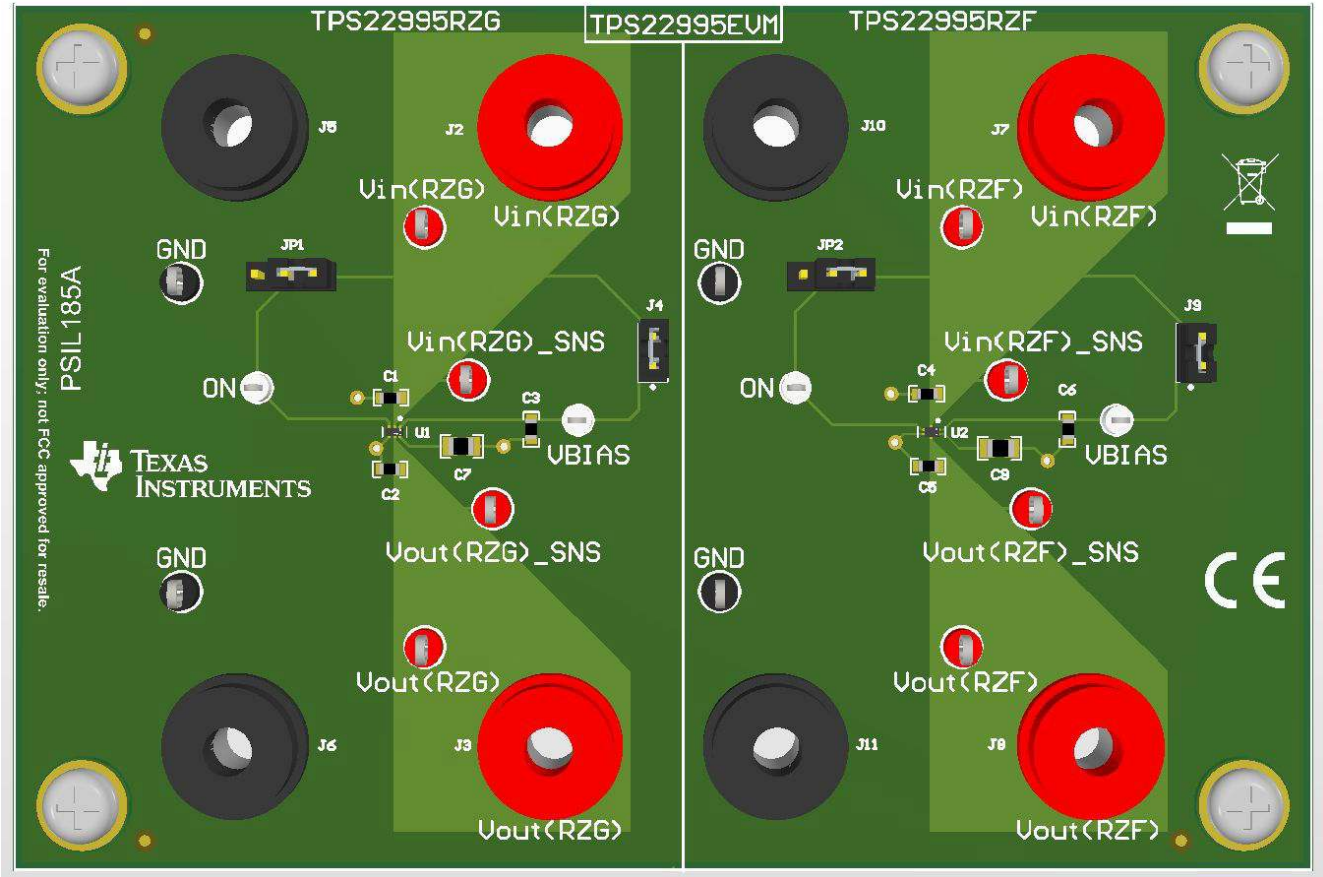 TPS22995RZG
TPS22995EVM
TPS22995RZF
J5
J2
J10
J7
Vin(RZG)
Vin(RZG)
Vin(RZF)
Vin(RZF)
GND
JP1
GND
JP2
J4
J9
For evaluation only; not FCC approved for resale.
PSIL185A
Vin(RZG)_SNS
Vin(RZF)_SNS
ON
C1
C3
ON
C4
C6
U1
U2
VBIAS
VBIAS
C7
C2
C8
C5
TEXAS
INSTRUMENTS
Vout(RZG)_SNS
Vout(RZF)_SNS
GND
GND
CE
Vout(RZG)
Vout(RZF)
J6
J3
J11
J8
Vout(RZG)
Vout(RZF)